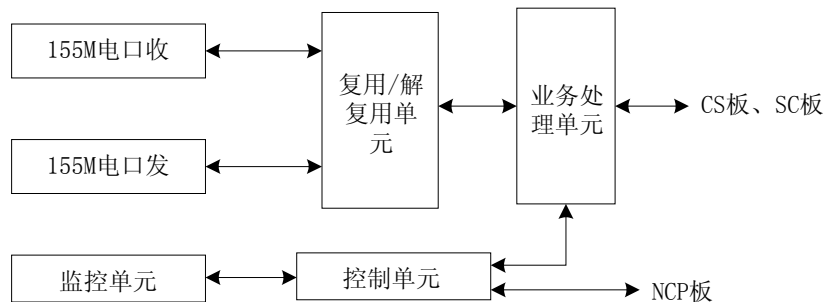 155M电口收
复用/解
复用单
元
业务处
理单元
CS板、SC板
155M电口发
监控单元
控制单元
NCP板